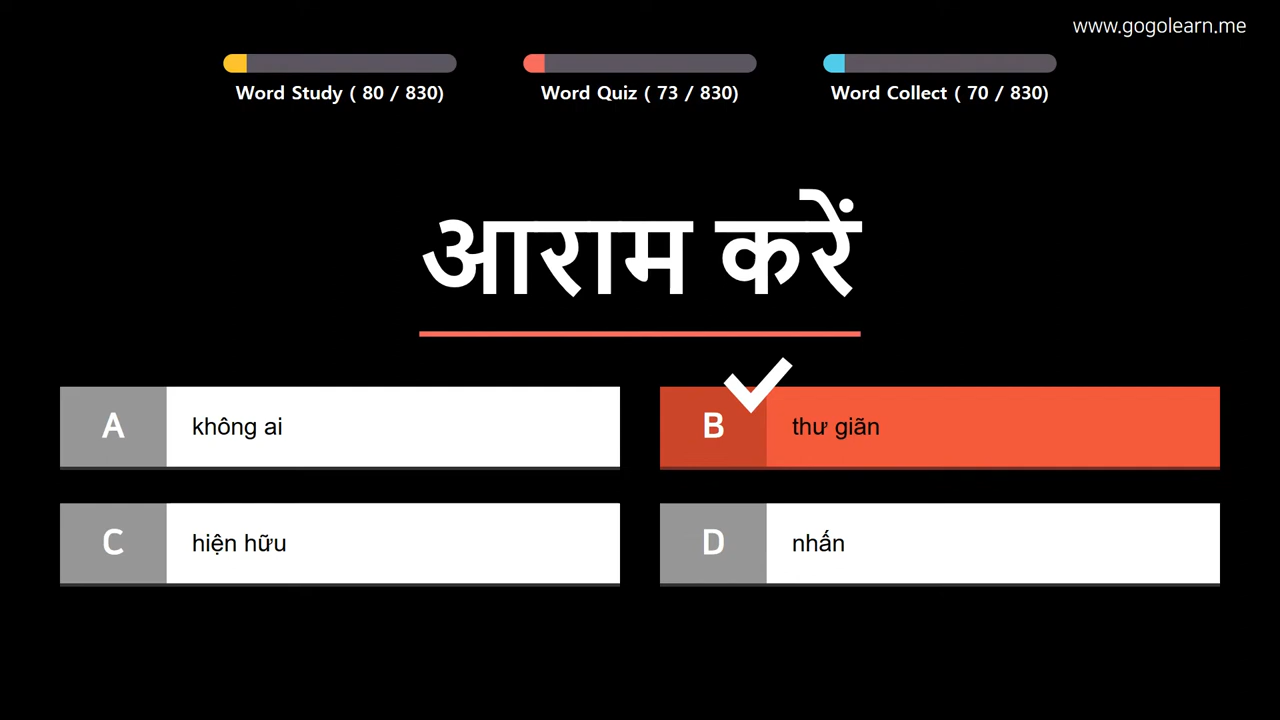 www.gogolearn.me
Word Study ( 80 / 830)
Word Quiz ( 73 / 830)
Word Collect ( 70 / 830)
आराम करें
A không ai
B thư giãn
C hiện hữu
D nhấn